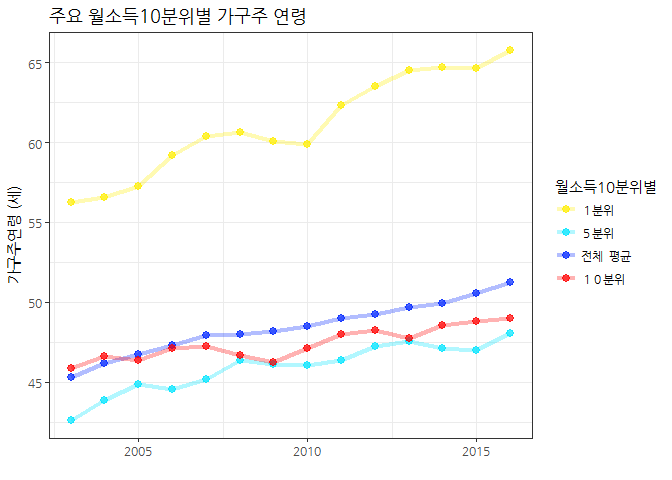 주요 월소득10분위별 가구주 연령
가구주연령 (세)
65
60
55
50
45
2005
2010
2015
월소득10분위별
1분위
5분위
전체 평균
10분위